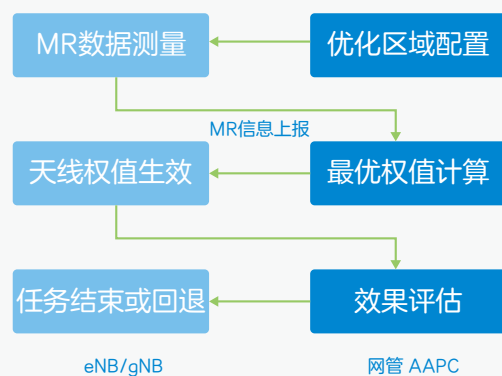 MR数据测量
优化区域配置
MR信息上报
天线权值生效
最优权值计算
任务结束或回退
效果评估
eNB/gNB
网管 AAPC